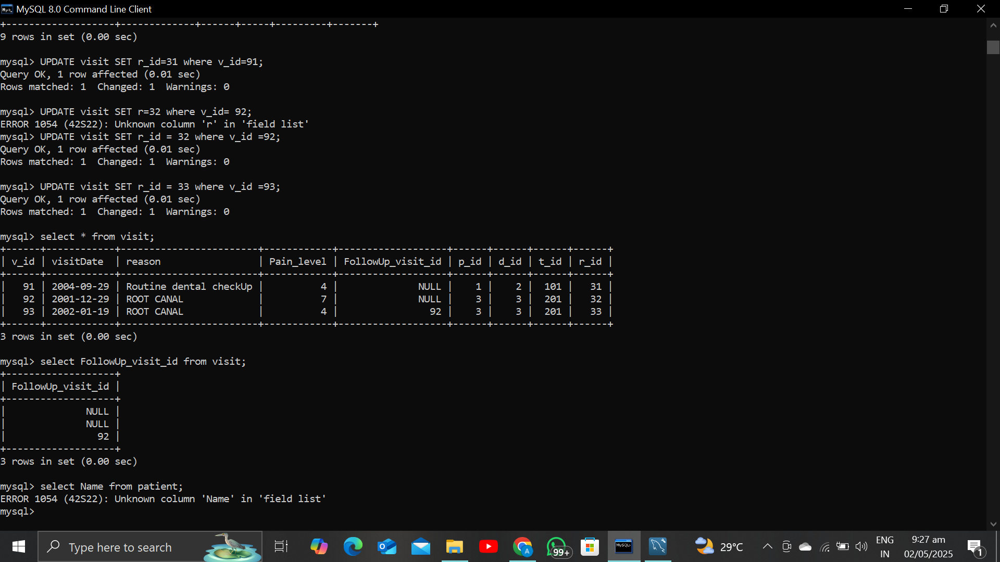 MySQL 8.0 Command Line Client
+-------------------+-------------+------+-----+---------+-------+
9 rows in set (0.00 sec)
mysql> UPDATE visit SET r_id=31 where v_id=91;
Query OK, 1 row affected (0.01 sec)
Rows matched: 1  Changed: 1  Warnings: 0
mysql> UPDATE visit SET r=32 where v_id= 92;
ERROR 1054 (42S22): Unknown column 'r' in 'field list'
mysql> UPDATE visit SET r_id = 32 where v_id =92;
Query OK, 1 row affected (0.01 sec)
Rows matched: 1  Changed: 1  Warnings: 0
mysql> UPDATE visit SET r_id = 33 where v_id =93;
Query OK, 1 row affected (0.01 sec)
Rows matched: 1  Changed: 1  Warnings: 0
mysql> select * from visit;
+------+------------+------------------------+------------+-------------------+------+------+------+------+
| v_id | visitDate  | reason                 | Pain_level | FollowUp_visit_id | p_id | d_id | t_id | r_id |
+------+------------+------------------------+------------+-------------------+------+------+------+------+
|   91 | 2004-09-29 | Routine dental checkUp |          4 |              NULL |    1 |    2 |  101 |   31 |
|   92 | 2001-12-29 | ROOT CANAL             |          7 |              NULL |    3 |    3 |  201 |   32 |
|   93 | 2002-01-19 | ROOT CANAL             |          4 |                92 |    3 |    3 |  201 |   33 |
+------+------------+------------------------+------------+-------------------+------+------+------+------+
3 rows in set (0.00 sec)
mysql> select FollowUp_visit_id from visit;
+-------------------+
| FollowUp_visit_id |
+-------------------+
|              NULL |
|              NULL |
|                92 |
+-------------------+
3 rows in set (0.00 sec)
mysql> select Name from patient;
ERROR 1054 (42S22): Unknown column 'Name' in 'field list'
mysql>
Type here to search
99+
A
MySQL>
29°C
ENG
IN
9:27 am
02/05/2025
1